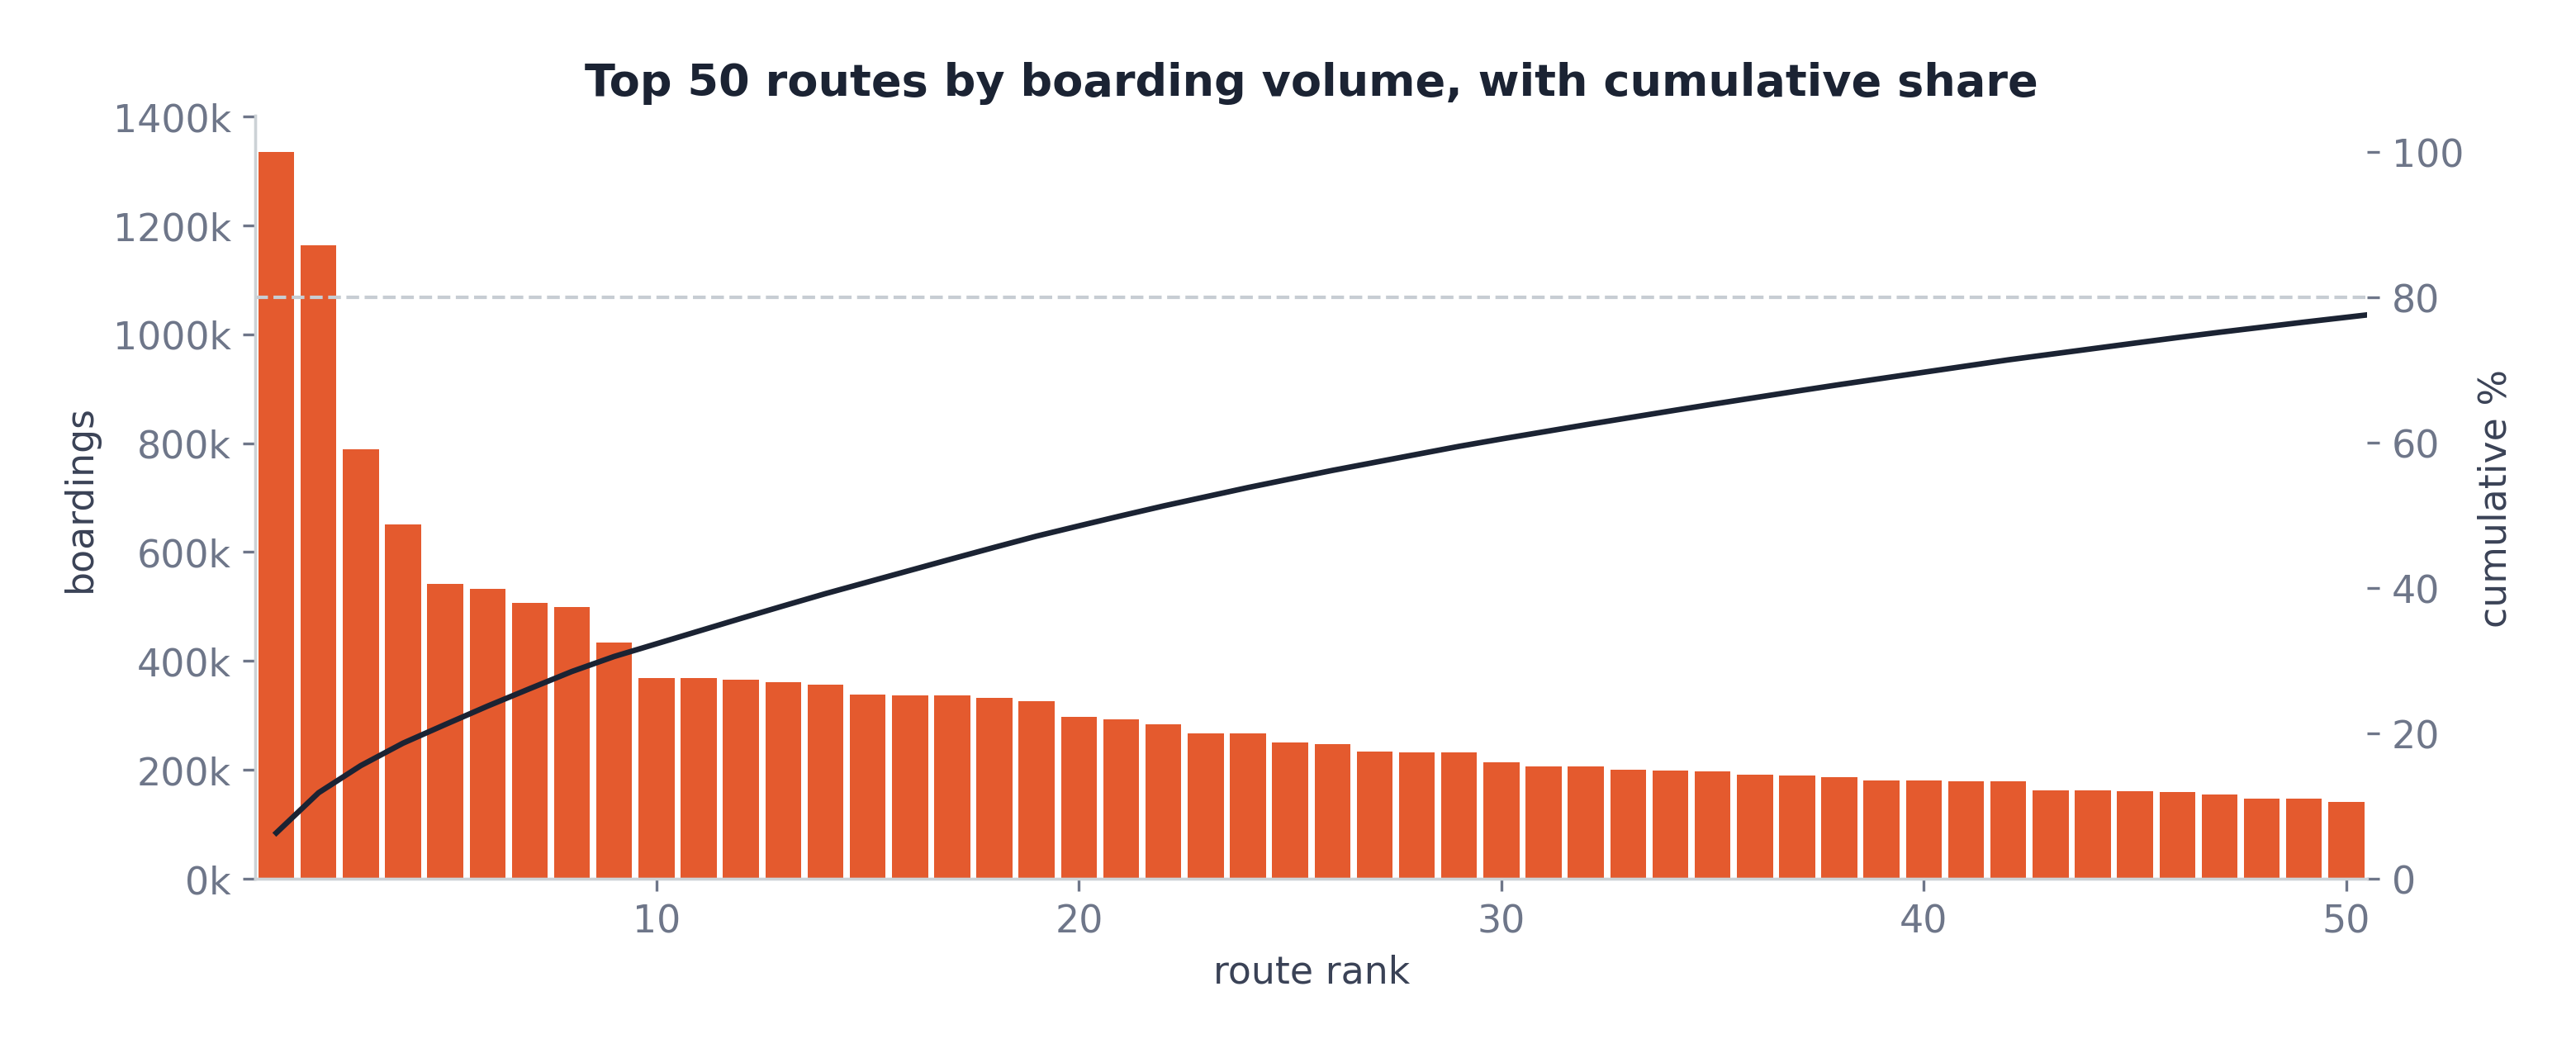 Top 50 routes by boarding volume, with cumulative share
1400k
1200k
1000k
800k
600k
400k
200k
0k
boardings
100
80
60
40
20
0
cumulative %
10 20 30 40 50
route rank